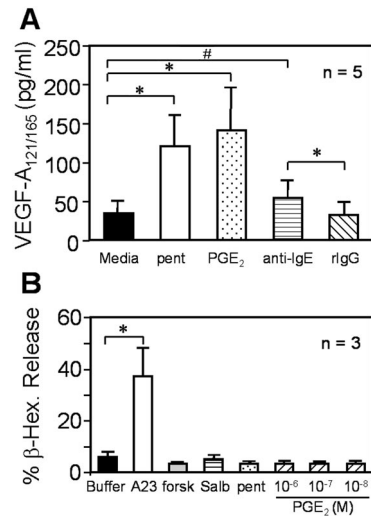 A
VEGF-A121/165 (pg/ml)
250
200
150
100
50
0
#
*
*
*
n = 5
Media pent PGE2 anti-IgE rIgG
B
% β-Hex. Release
60
40
20
0
*
n = 3
Buffer A23 forsk Salb pent 10-6 10-7 10-8
PGE2 (M)